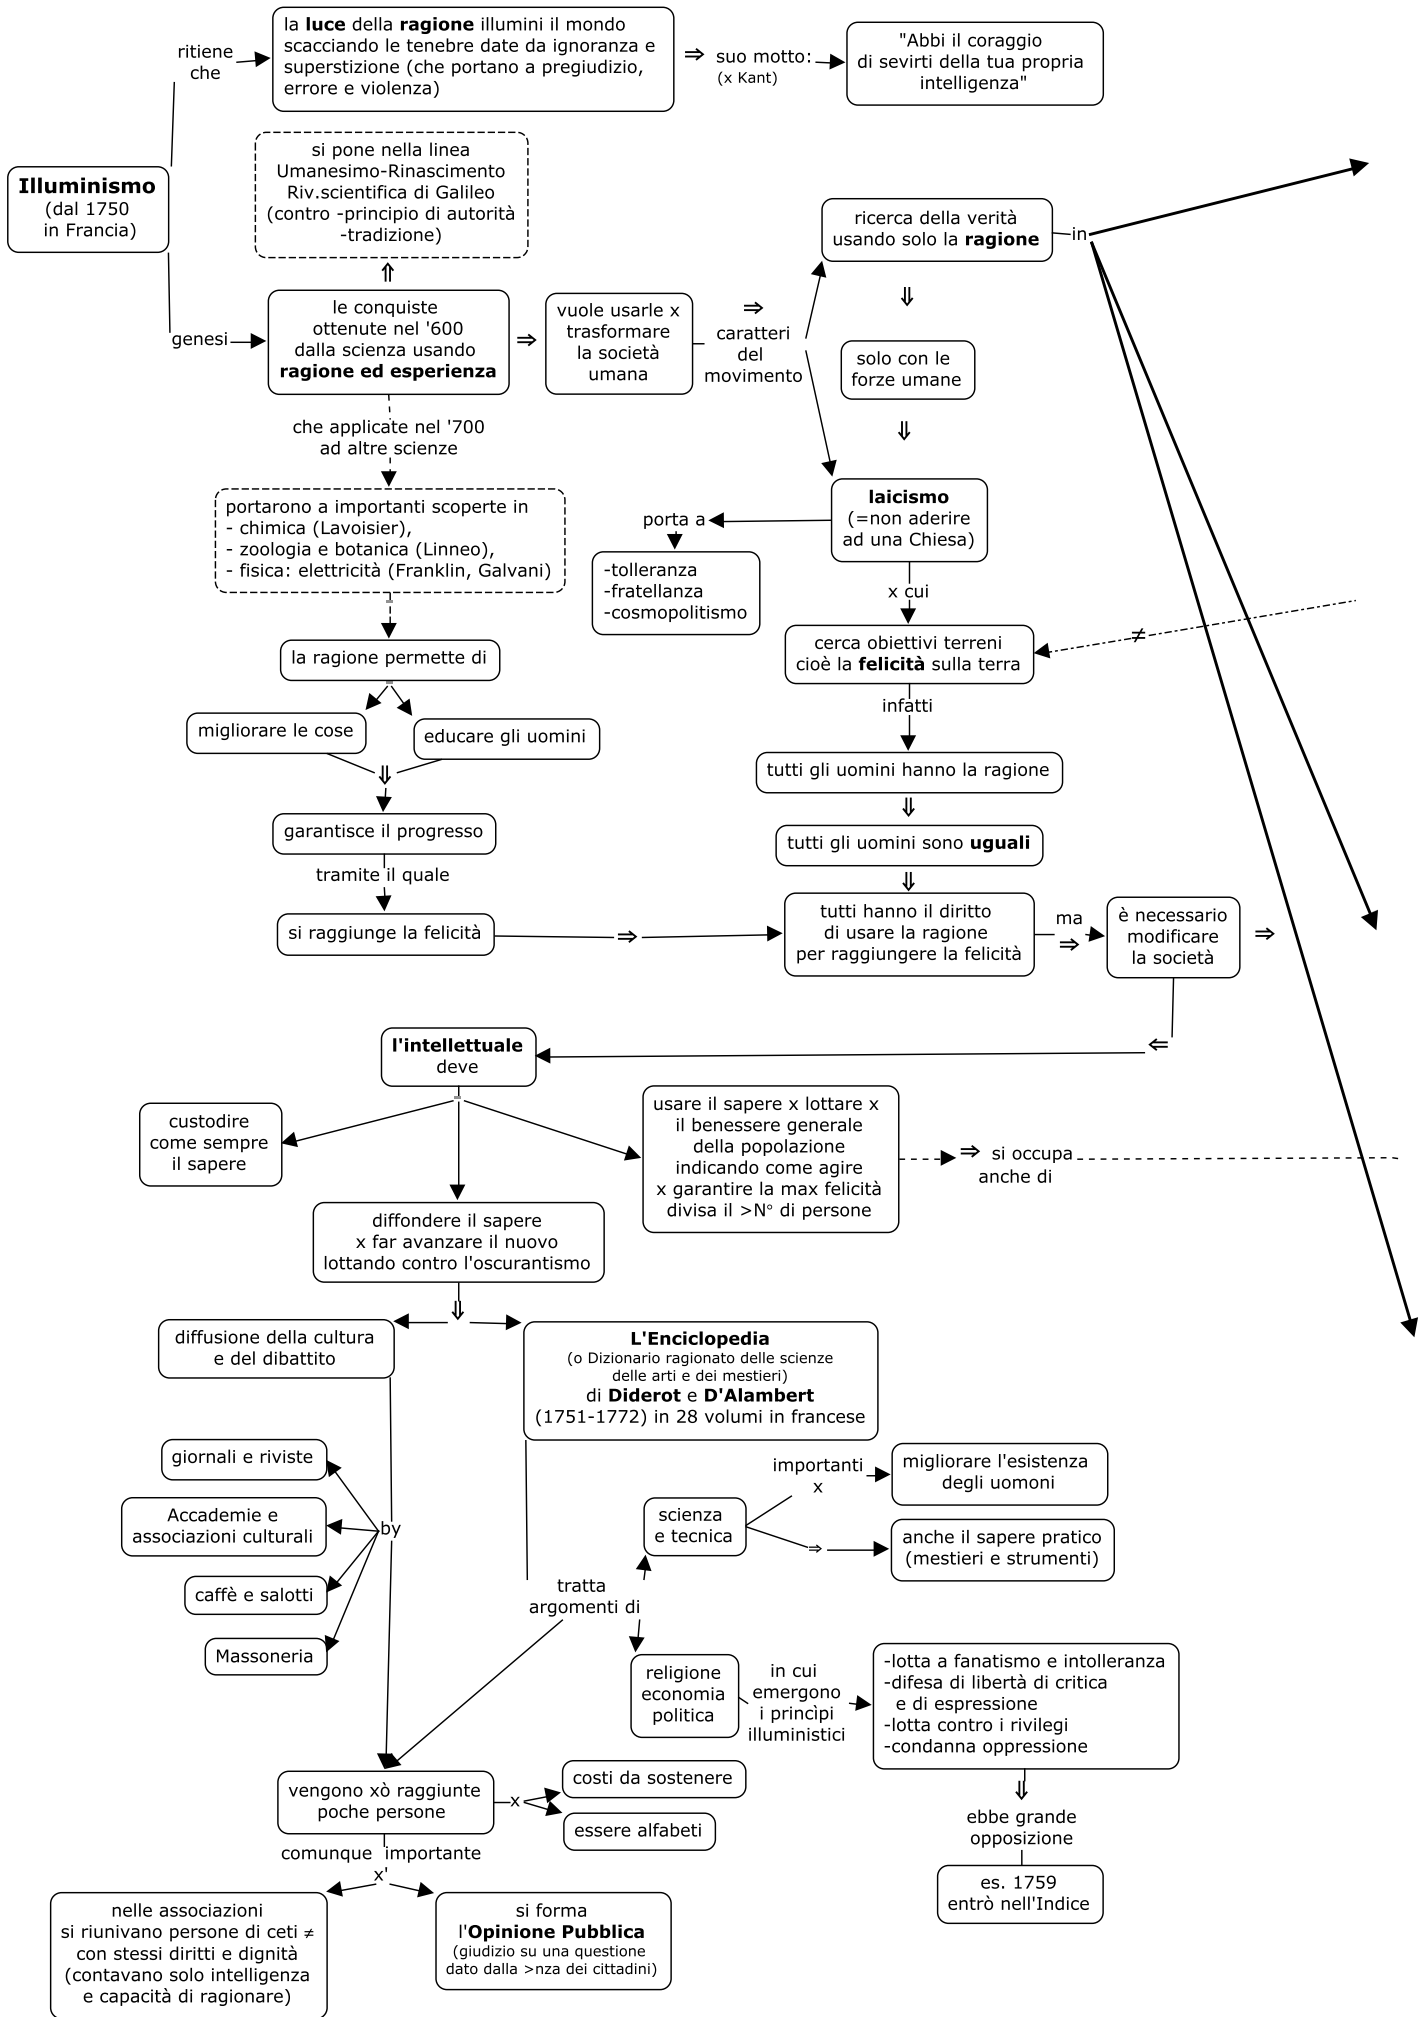 la luce della ragione illumini il mondo
scacciando le tenebre date da ignoranza e
superstizione (che portano a pregiudizio,
errore e violenza)
ritiene
che
⇒ suo motto:
(x Kant)
"Abbi il coraggio
di sevirti della tua propria
intelligenza"
Illuminismo
(dal 1750
in Francia)
si pone nella linea
Umanesimo-Rinascimento
Riv.scientifica di Galileo
(contro -principio di autorità
-tradizione)
⇑
genesi
le conquiste
ottenute nel '600
dalla scienza usando
ragione ed esperienza
⇒
vuole usarle x
trasformare
la società
umana
⇒
caratteri
del
movimento
ricerca della verità
usando solo la ragione
in
⇓
solo con le
forze umane
⇓
che applicate nel '700
ad altre scienze
portarono a importanti scoperte in
- chimica (Lavoisier),
- zoologia e botanica (Linneo),
- fisica: elettricità (Franklin, Galvani)
laicismo
(=non aderire
ad una Chiesa)
porta a
-tolleranza
-fratellanza
-cosmopolitismo
x cui
cerca obiettivi terreni
cioè la felicità sulla terra
≠
infatti
la ragione permette di
migliorare le cose
educare gli uomini
⇓
garantisce il progresso
tramite il quale
si raggiunge la felicità
⇒
tutti gli uomini hanno la ragione
⇓
tutti gli uomini sono uguali
⇓
tutti hanno il diritto
di usare la ragione
per raggiungere la felicità
ma
⇒
è necessario
modificare
la società
⇒
⇐
l'intellettuale
deve
custodire
come sempre
il sapere
usare il sapere x lottare x
il benessere generale
della popolazione
indicando come agire
x garantire la max felicità
divisa il >N° di persone
⇒ si occupa
anche di
diffondere il sapere
x far avanzare il nuovo
lottando contro l'oscurantismo
⇓
diffusione della cultura
e del dibattito
L'Enciclopedia
(o Dizionario ragionato delle scienze
delle arti e dei mestieri)
di Diderot e D'Alambert
(1751-1772) in 28 volumi in francese
giornali e riviste
Accademie e
associazioni culturali
by
caffè e salotti
Massoneria
tratta
argomenti di
scienza
e tecnica
importanti
x
migliorare l'esistenza
degli uomoni
⇒
anche il sapere pratico
(mestieri e strumenti)
religione
economia
politica
in cui
emergono
i princìpi
illuministici
-lotta a fanatismo e intolleranza
-difesa di libertà di critica
e di espressione
-lotta contro i rivilegi
-condanna oppressione
⇓
ebbe grande
opposizione
es. 1759
entrò nell'Indice
vengono xò raggiunte
poche persone
x
costi da sostenere
essere alfabeti
comunque importante
x'
nelle associazioni
si riunivano persone di ceti ≠
con stessi diritti e dignità
(contavano solo intelligenza
e capacità di ragionare)
si forma
l'Opinione Pubblica
(giudizio su una questione
dato dalla >nza dei cittadini)